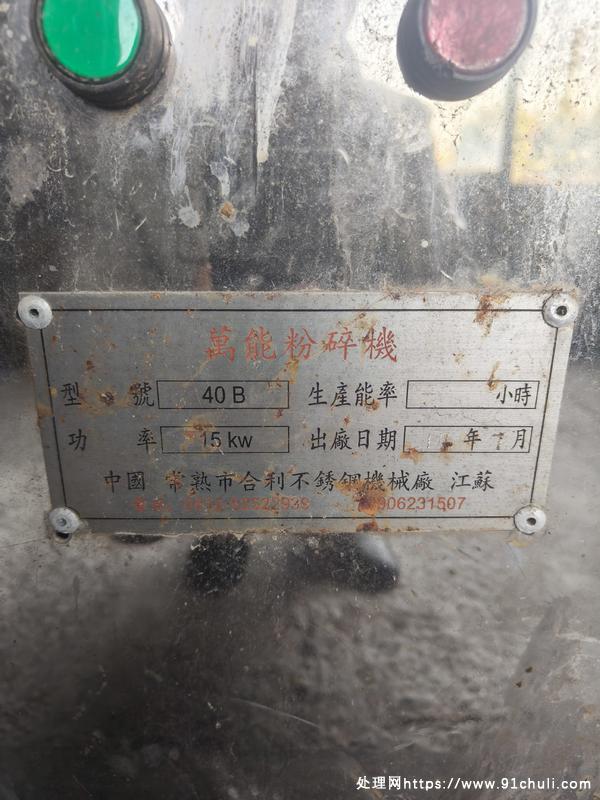 萬能粉碎機
型 號 40 B 生產能率 小時
功 率 15 kw 出廠日期 年 月
中國 常熟市合利不銹鋼機械廠 江蘇
906231507
处理网https://www.91chuli.com/